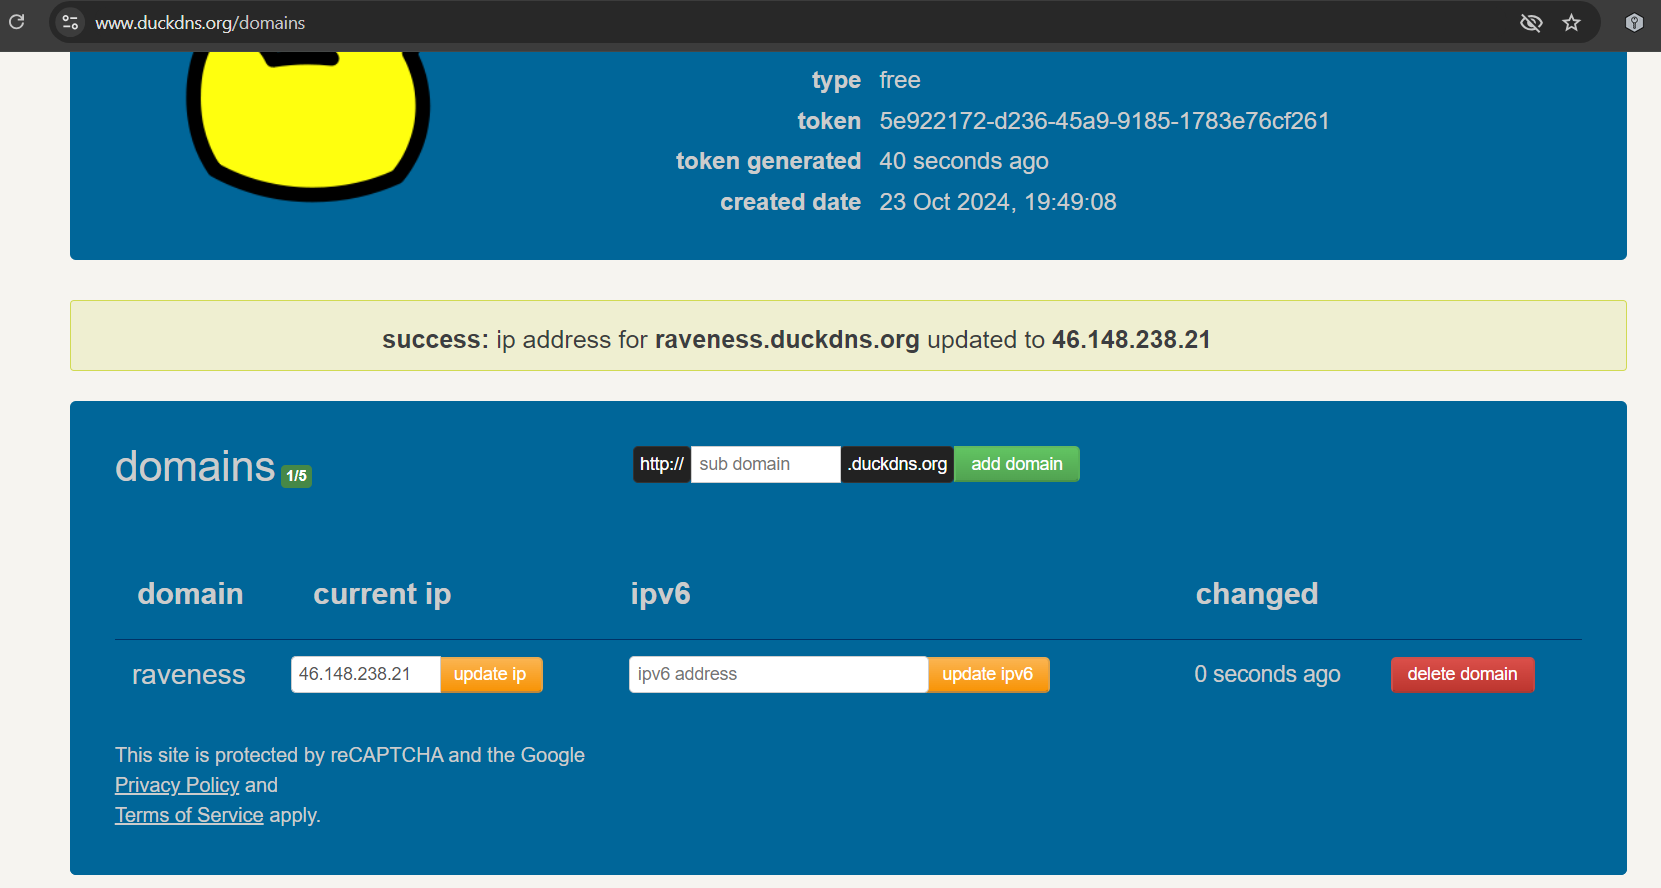 www.duckdns.org/domains
type free
token 5e922172-d236-45a9-9185-1783e76cf261
token generated 40 seconds ago
created date 23 Oct 2024, 19:49:08
success: ip address for raveness.duckdns.org updated to 46.148.238.21
domains 1/5 http:// sub domain .duckdns.org add domain
domain current ip ipv6 changed
raveness 46.148.238.21 update ip ipv6 address update ipv6 0 seconds ago delete domain
This site is protected by reCAPTCHA and the Google
Privacy Policy and
Terms of Service apply.